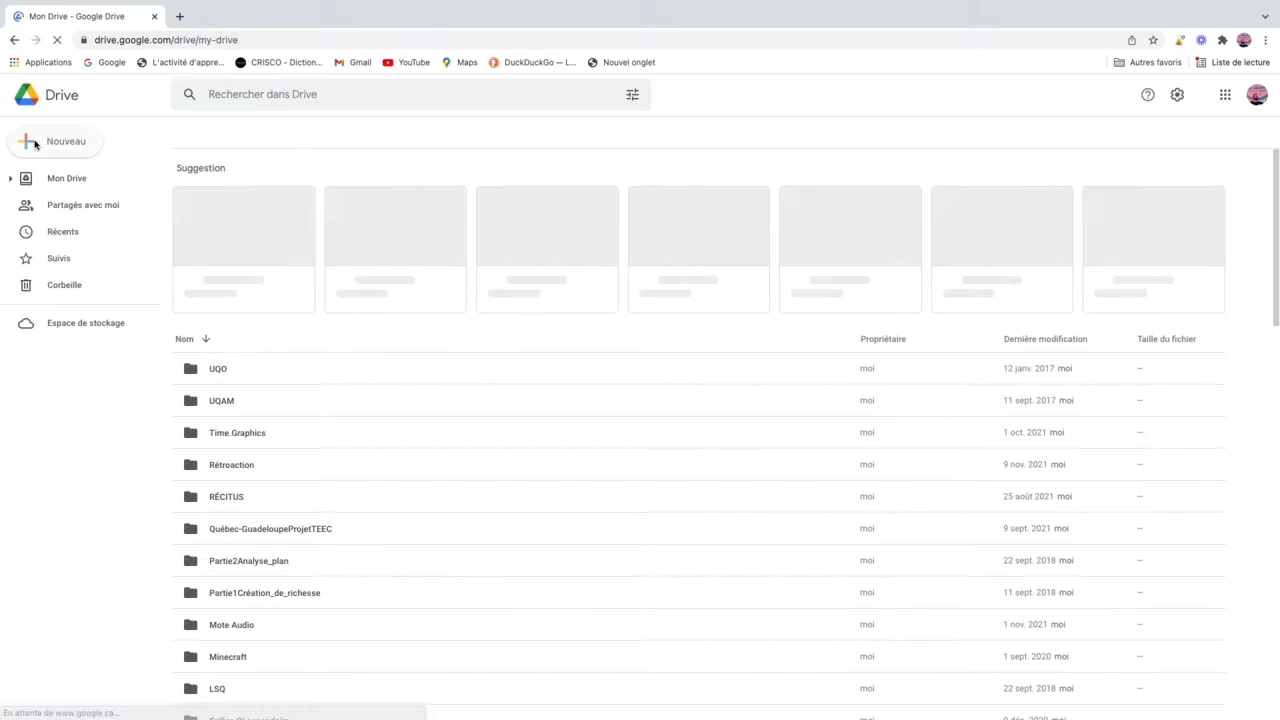 Mon Drive - Google Drive
drive.google.com/drive/my-drive
Applications Google L'activité d'appre... CRISCO - Diction... Gmail YouTube Maps DuckDuckGo — L... Nouvel onglet Autres favoris Liste de lecture
Drive Rechercher dans Drive
Nouveau
Mon Drive
Partagés avec moi
Récents
Suivis
Corbeille
Espace de stockage
Suggestion
Nom Propriétaire Dernière modification Taille du fichier
UQO moi 12 janv. 2017 moi —
UQAM moi 11 sept. 2017 moi —
Time.Graphics moi 1 oct. 2021 moi —
Rétroaction moi 9 nov. 2021 moi —
RÉCITUS moi 25 août 2021 moi —
Québec-GuadeloupeProjetTEEC moi 9 sept. 2021 moi —
Partie2Analyse_plan moi 22 sept. 2018 moi —
Partie1Création_de_richesse moi 11 sept. 2018 moi —
Mote Audio moi 1 nov. 2021 moi —
Minecraft moi 1 sept. 2020 moi —
LSQ moi 22 sept. 2018 moi —
En attente de www.google.ca...